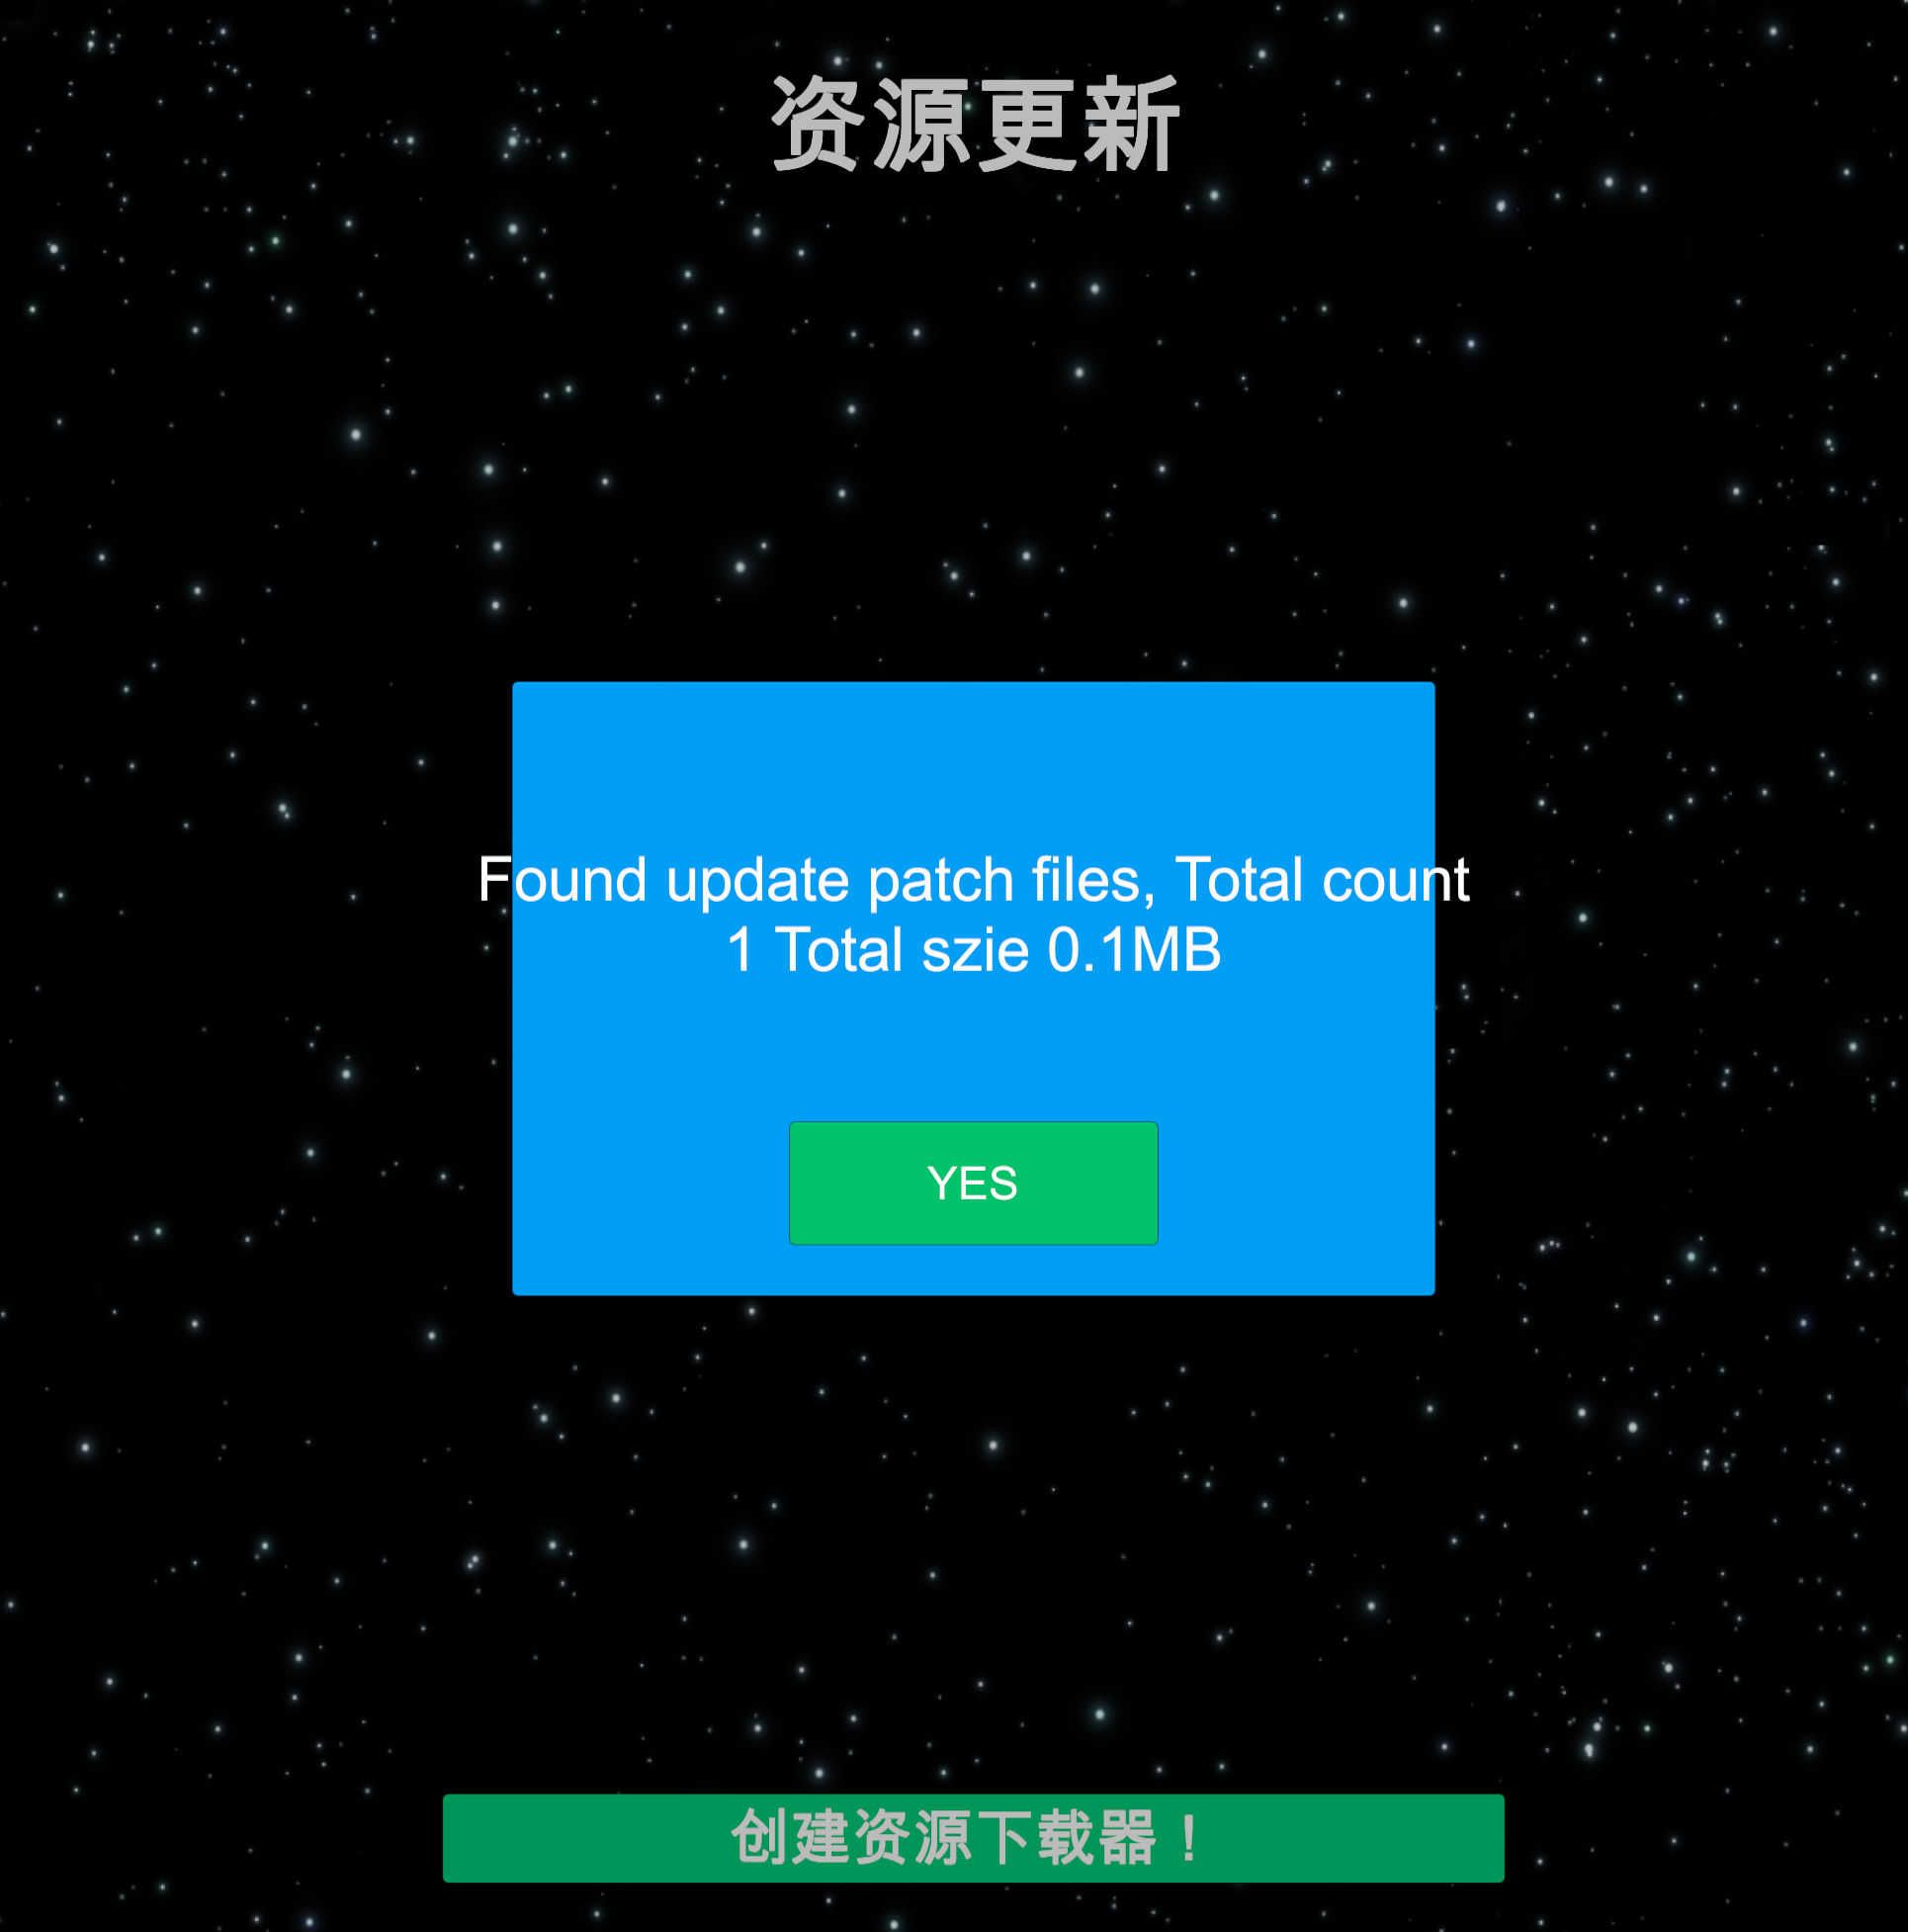 资源更新
Found update patch files, Total count
1 Total szie 0.1MB
YES
创建资源下载器！